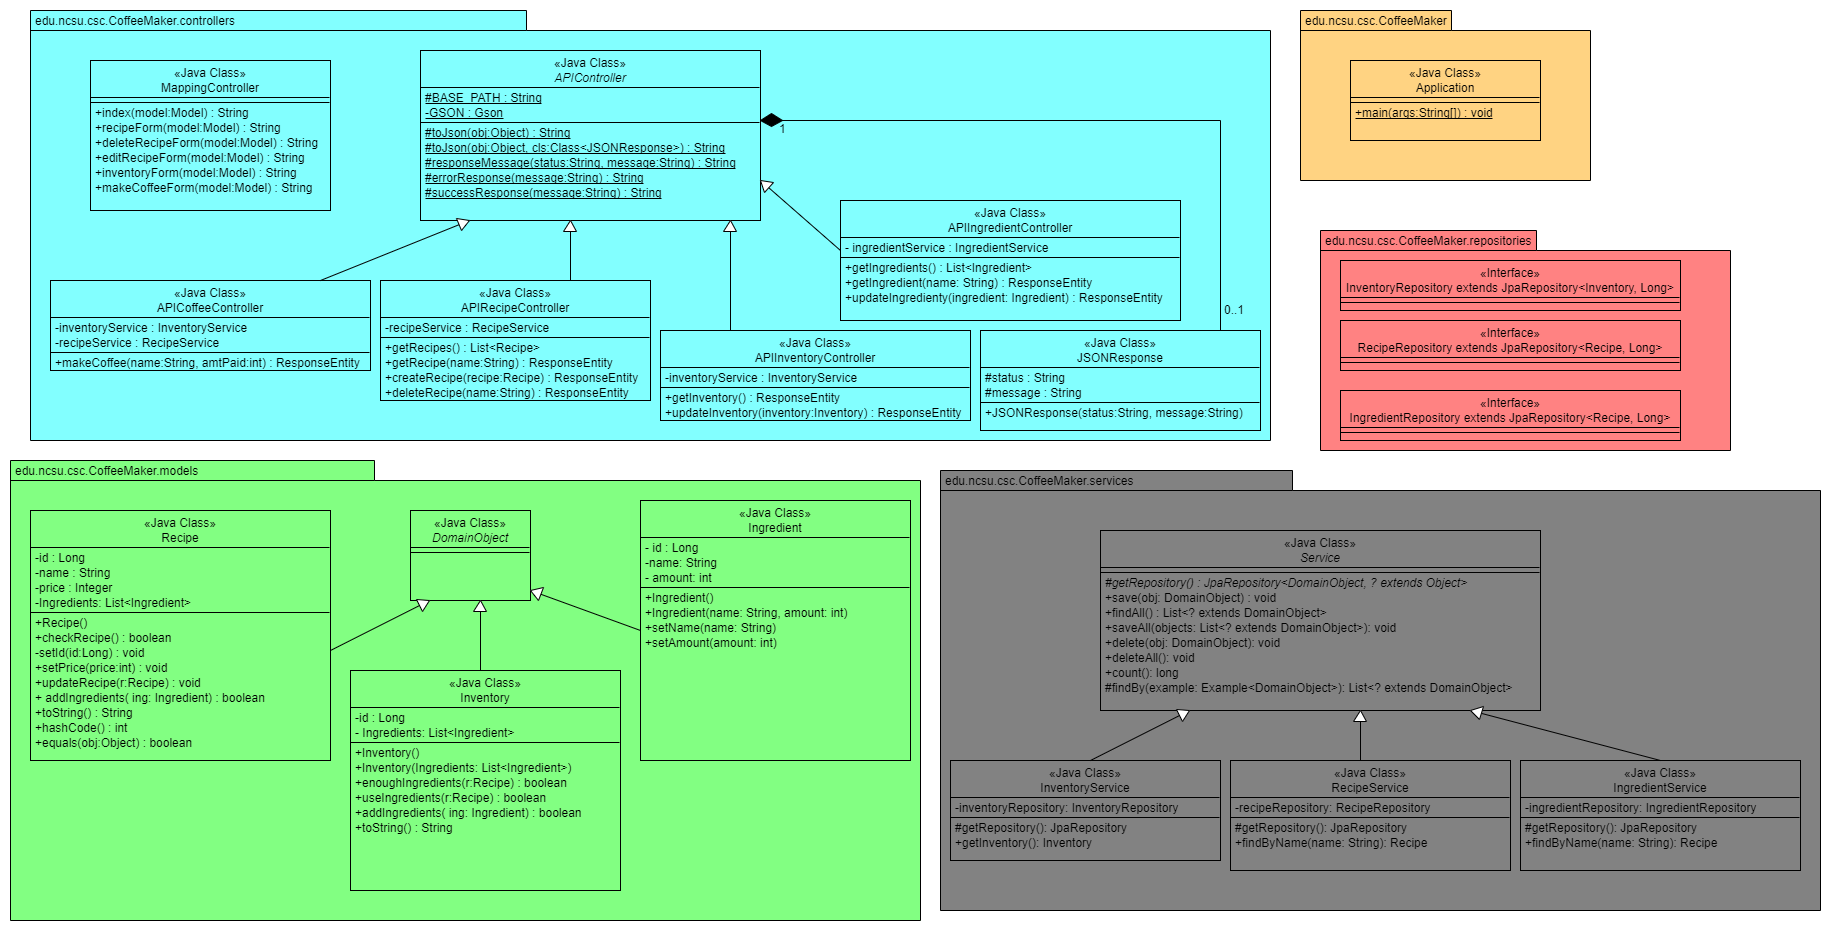 edu.ncsu.csc.CoffeeMaker.controllers
«Java Class»
MappingController
+index(model:Model) : String
+recipeForm(model:Model) : String
+deleteRecipeForm(model:Model) : String
+editRecipeForm(model:Model) : String
+inventoryForm(model:Model) : String
+makeCoffeeForm(model:Model) : String
«Java Class»
APIController
#BASE_PATH : String
-GSON : Gson
#toJson(obj:Object) : String
#toJson(obj:Object, cls:Class<JSONResponse>) : String
#responseMessage(status:String, message:String) : String
#errorResponse(message:String) : String
#successResponse(message:String) : String
1
0..1
«Java Class»
APIIngredientController
- ingredientService : IngredientService
+getIngredients() : List<Ingredient>
+getIngredient(name: String) : ResponseEntity
+updateIngredienty(ingredient: Ingredient) : ResponseEntity
«Java Class»
APICoffeeController
-inventoryService : InventoryService
-recipeService : RecipeService
+makeCoffee(name:String, amtPaid:int) : ResponseEntity
«Java Class»
APIRecipeController
-recipeService : RecipeService
+getRecipes() : List<Recipe>
+getRecipe(name:String) : ResponseEntity
+createRecipe(recipe:Recipe) : ResponseEntity
+deleteRecipe(name:String) : ResponseEntity
«Java Class»
APIInventoryController
-inventoryService : InventoryService
+getInventory() : ResponseEntity
+updateInventory(inventory:Inventory) : ResponseEntity
«Java Class»
JSONResponse
#status : String
#message : String
+JSONResponse(status:String, message:String)
edu.ncsu.csc.CoffeeMaker
«Java Class»
Application
+main(args:String[]) : void
edu.ncsu.csc.CoffeeMaker.repositories
«Interface»
InventoryRepository extends JpaRepository<Inventory, Long>
«Interface»
RecipeRepository extends JpaRepository<Recipe, Long>
«Interface»
IngredientRepository extends JpaRepository<Recipe, Long>
edu.ncsu.csc.CoffeeMaker.models
«Java Class»
Recipe
-id : Long
-name : String
-price : Integer
-Ingredients: List<Ingredient>
+Recipe()
+checkRecipe() : boolean
-setId(id:Long) : void
+setPrice(price:int) : void
+updateRecipe(r:Recipe) : void
+ addIngredients( ing: Ingredient) : boolean
+toString() : String
+hashCode() : int
+equals(obj:Object) : boolean
«Java Class»
DomainObject
«Java Class»
Ingredient
- id : Long
-name: String
- amount: int
+Ingredient()
+Ingredient(name: String, amount: int)
+setName(name: String)
+setAmount(amount: int)
«Java Class»
Inventory
-id : Long
- Ingredients: List<Ingredient>
+Inventory()
+Inventory(Ingredients: List<Ingredient>)
+enoughIngredients(r:Recipe) : boolean
+useIngredients(r:Recipe) : boolean
+addIngredients( ing: Ingredient) : boolean
+toString() : String
edu.ncsu.csc.CoffeeMaker.services
«Java Class»
Service
#getRepository() : JpaRepository<DomainObject, ? extends Object>
+save(obj: DomainObject) : void
+findAll() : List<? extends DomainObject>
+saveAll(objects: List<? extends DomainObject>): void
+delete(obj: DomainObject): void
+deleteAll(): void
+count(): long
#findBy(example: Example<DomainObject>): List<? extends DomainObject>
«Java Class»
InventoryService
-inventoryRepository: InventoryRepository
#getRepository(): JpaRepository
+getInventory(): Inventory
«Java Class»
RecipeService
-recipeRepository: RecipeRepository
#getRepository(): JpaRepository
+findByName(name: String): Recipe
«Java Class»
IngredientService
-ingredientRepository: IngredientRepository
#getRepository(): JpaRepository
+findByName(name: String): Recipe